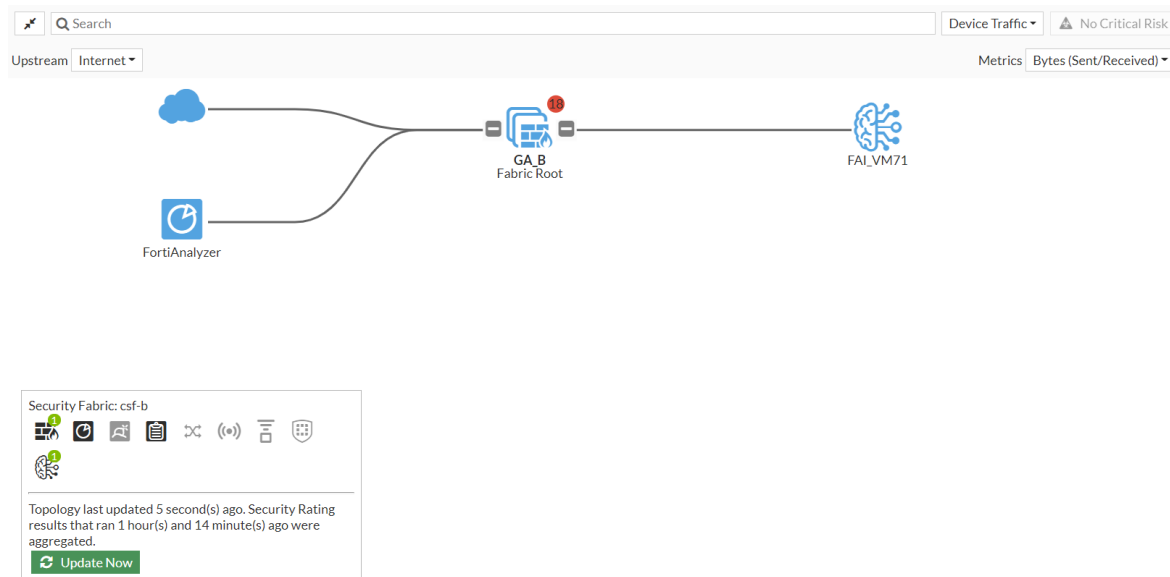 Search
Device Traffic
No Critical Risk
Upstream
Internet
Metrics
Bytes (Sent/Received)
18
GA_B
Fabric Root
FAI_VM71
FortiAnalyzer
Security Fabric: csf-b
1
1
Topology last updated 5 second(s) ago. Security Rating
results that ran 1 hour(s) and 14 minute(s) ago were
aggregated.
Update Now